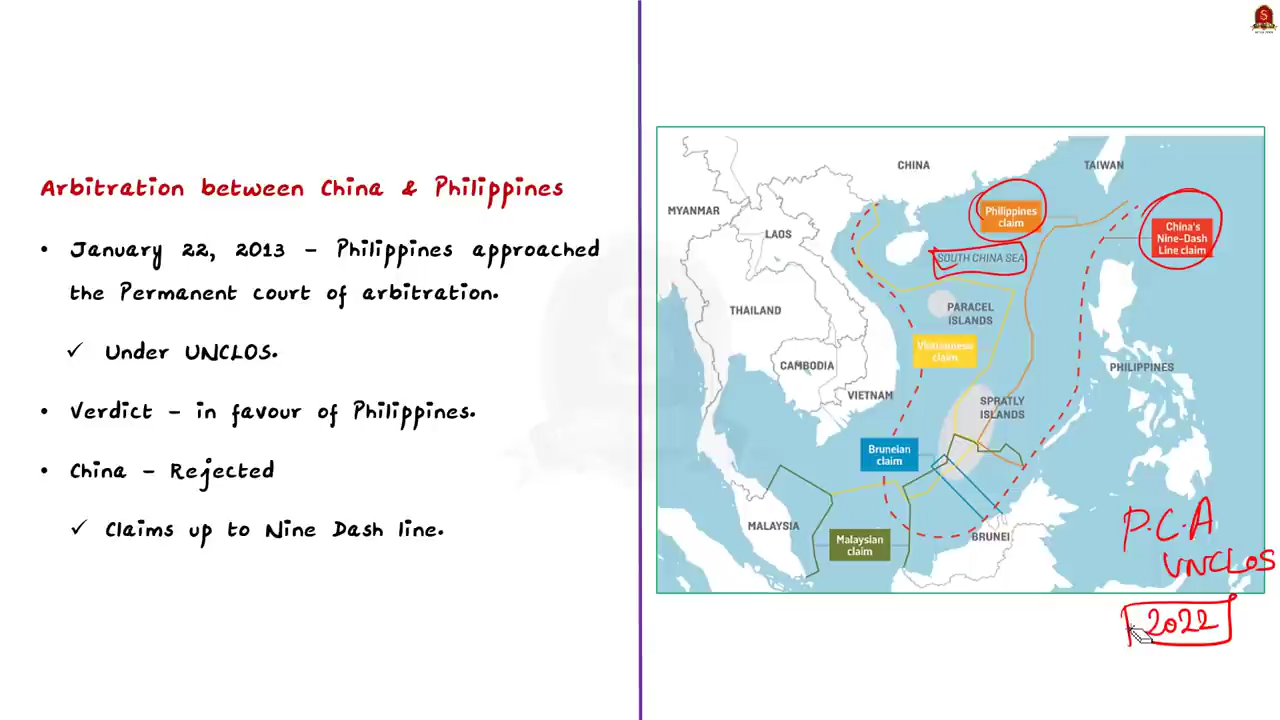 Arbitration between China & Philippines
• January 22, 2013 – Philippines approached
the Permanent court of arbitration.
✓ Under UNCLOS.
• Verdict – in favour of Philippines.
• China – Rejected
✓ Claims up to Nine Dash line.
CHINA
TAIWAN
MYANMAR
LAOS
Philippines
claim
China's
Nine-Dash
Line claim
SOUTH CHINA SEA
THAILAND
PARACEL
ISLANDS
Vietnamese
claim
CAMBODIA
PHILIPPINES
VIETNAM
SPRATLY
ISLANDS
Bruneian
claim
MALAYSIA
Malaysian
claim
BRUNEI
P.C.A
UNCLOS
2022